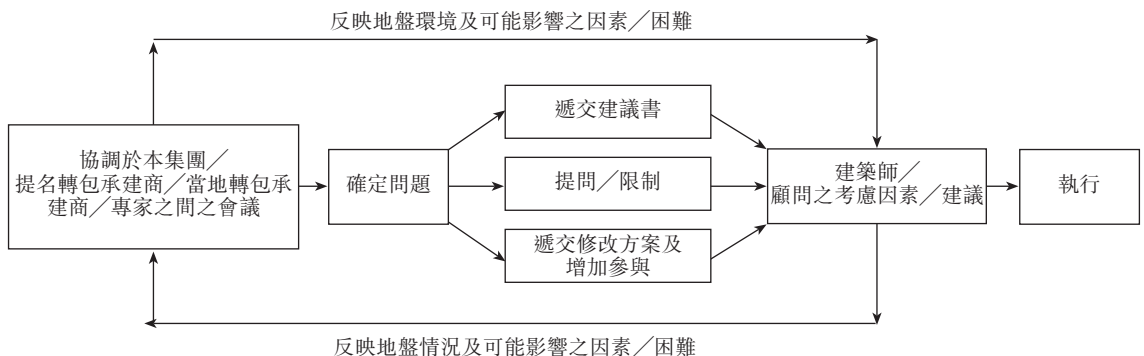 反映地盤環境及可能影響之因素／困難
協調於本集團／
提名轉包承建商／當地轉包承
建商／專家之間之會議
確定問題
遞交建議書
提問／限制
遞交修改方案及
增加參與
建築師／
顧問之考慮因素／建議
執行
反映地盤情況及可能影響之因素／困難